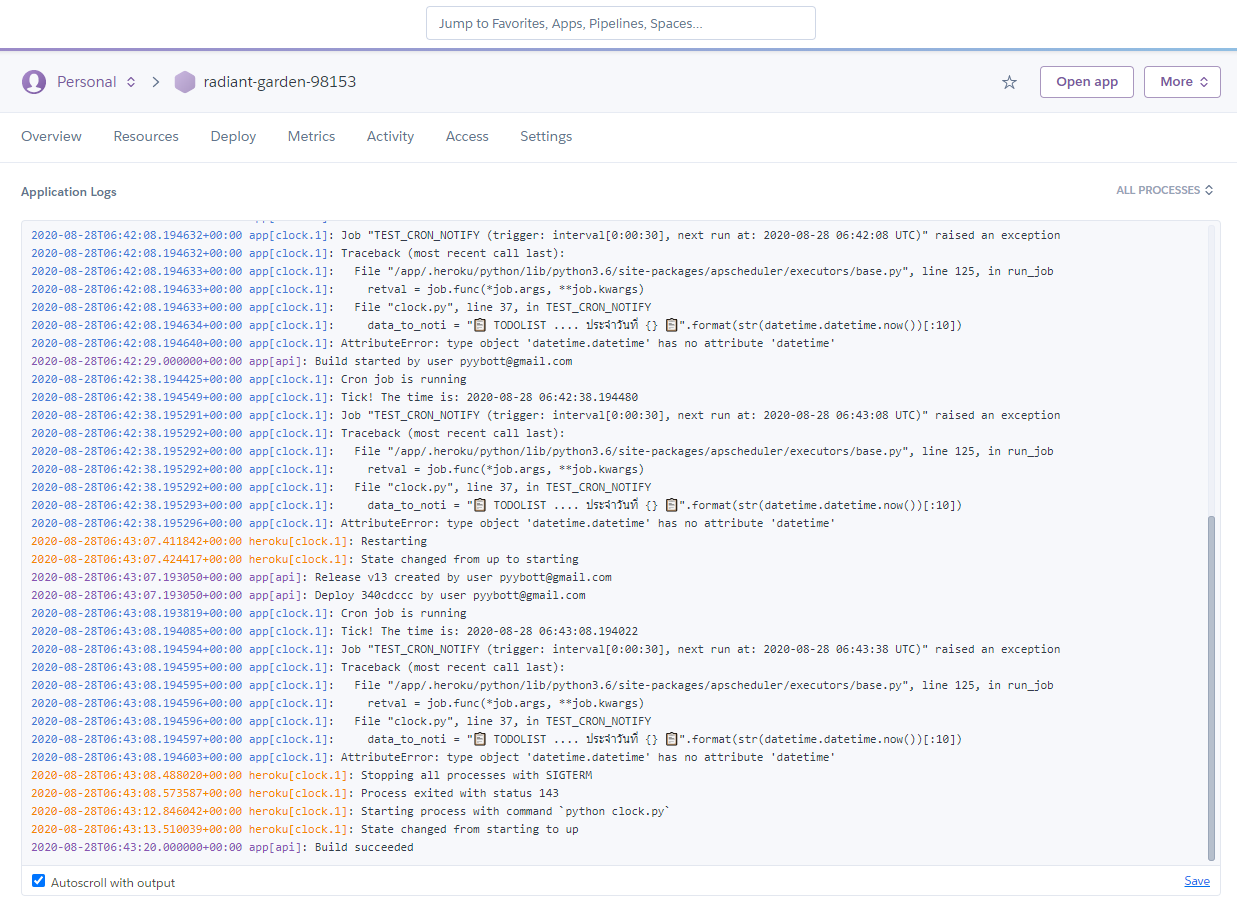 Jump to Favorites, Apps, Pipelines, Spaces...
Personal radiant-garden-98153 Open app More
Overview Resources Deploy Metrics Activity Access Settings
Application Logs ALL PROCESSES
2020-08-28T06:42:08.194632+00:00 app[clock.1]: Job "TEST_CRON_NOTIFY (trigger: interval[0:00:30], next run at: 2020-08-28 06:42:08 UTC)" raised an exception
2020-08-28T06:42:08.194632+00:00 app[clock.1]: Traceback (most recent call last):
2020-08-28T06:42:08.194633+00:00 app[clock.1]:   File "/app/.heroku/python/lib/python3.6/site-packages/apscheduler/executors/base.py", line 125, in run_job
2020-08-28T06:42:08.194633+00:00 app[clock.1]:     retval = job.func(*job.args, **job.kwargs)
2020-08-28T06:42:08.194633+00:00 app[clock.1]:   File "clock.py", line 37, in TEST_CRON_NOTIFY
2020-08-28T06:42:08.194634+00:00 app[clock.1]:     data_to_noti = "📋 TODOLIST .... ประจำวันที่ {} 📋".format(str(datetime.datetime.now())[:10])
2020-08-28T06:42:08.194640+00:00 app[clock.1]: AttributeError: type object 'datetime.datetime' has no attribute 'datetime'
2020-08-28T06:42:29.000000+00:00 app[api]: Build started by user pyybott@gmail.com
2020-08-28T06:42:38.194425+00:00 app[clock.1]: Cron job is running
2020-08-28T06:42:38.194549+00:00 app[clock.1]: Tick! The time is: 2020-08-28 06:42:38.194480
2020-08-28T06:42:38.195291+00:00 app[clock.1]: Job "TEST_CRON_NOTIFY (trigger: interval[0:00:30], next run at: 2020-08-28 06:43:08 UTC)" raised an exception
2020-08-28T06:42:38.195292+00:00 app[clock.1]: Traceback (most recent call last):
2020-08-28T06:42:38.195292+00:00 app[clock.1]:   File "/app/.heroku/python/lib/python3.6/site-packages/apscheduler/executors/base.py", line 125, in run_job
2020-08-28T06:42:38.195292+00:00 app[clock.1]:     retval = job.func(*job.args, **job.kwargs)
2020-08-28T06:42:38.195292+00:00 app[clock.1]:   File "clock.py", line 37, in TEST_CRON_NOTIFY
2020-08-28T06:42:38.195293+00:00 app[clock.1]:     data_to_noti = "📋 TODOLIST .... ประจำวันที่ {} 📋".format(str(datetime.datetime.now())[:10])
2020-08-28T06:42:38.195296+00:00 app[clock.1]: AttributeError: type object 'datetime.datetime' has no attribute 'datetime'
2020-08-28T06:43:07.411842+00:00 heroku[clock.1]: Restarting
2020-08-28T06:43:07.424417+00:00 heroku[clock.1]: State changed from up to starting
2020-08-28T06:43:07.193050+00:00 app[api]: Release v13 created by user pyybott@gmail.com
2020-08-28T06:43:07.193050+00:00 app[api]: Deploy 340cdccc by user pyybott@gmail.com
2020-08-28T06:43:08.193819+00:00 app[clock.1]: Cron job is running
2020-08-28T06:43:08.194085+00:00 app[clock.1]: Tick! The time is: 2020-08-28 06:43:08.194022
2020-08-28T06:43:08.194594+00:00 app[clock.1]: Job "TEST_CRON_NOTIFY (trigger: interval[0:00:30], next run at: 2020-08-28 06:43:38 UTC)" raised an exception
2020-08-28T06:43:08.194595+00:00 app[clock.1]: Traceback (most recent call last):
2020-08-28T06:43:08.194595+00:00 app[clock.1]:   File "/app/.heroku/python/lib/python3.6/site-packages/apscheduler/executors/base.py", line 125, in run_job
2020-08-28T06:43:08.194596+00:00 app[clock.1]:     retval = job.func(*job.args, **job.kwargs)
2020-08-28T06:43:08.194596+00:00 app[clock.1]:   File "clock.py", line 37, in TEST_CRON_NOTIFY
2020-08-28T06:43:08.194597+00:00 app[clock.1]:     data_to_noti = "📋 TODOLIST .... ประจำวันที่ {} 📋".format(str(datetime.datetime.now())[:10])
2020-08-28T06:43:08.194603+00:00 app[clock.1]: AttributeError: type object 'datetime.datetime' has no attribute 'datetime'
2020-08-28T06:43:08.488020+00:00 heroku[clock.1]: Stopping all processes with SIGTERM
2020-08-28T06:43:08.573587+00:00 heroku[clock.1]: Process exited with status 143
2020-08-28T06:43:12.846042+00:00 heroku[clock.1]: Starting process with command `python clock.py`
2020-08-28T06:43:13.510039+00:00 heroku[clock.1]: State changed from starting to up
2020-08-28T06:43:20.000000+00:00 app[api]: Build succeeded
Autoscroll with output Save